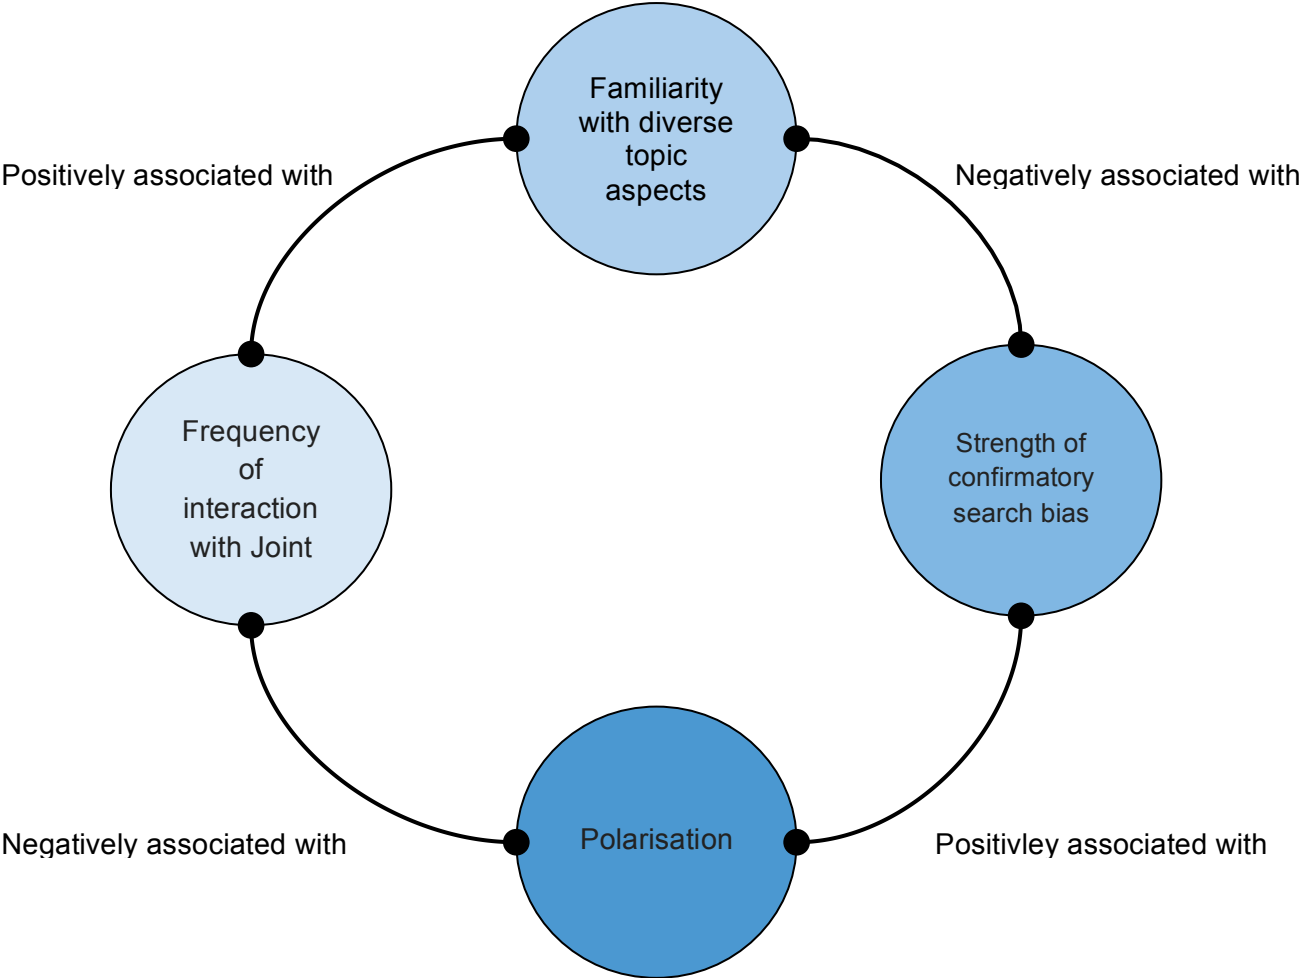 Familiarity
with diverse
topic
aspects
Positively associated with
Negatively associated with
Frequency
of
interaction
with Joint
Strength of
confirmatory
search bias
Negatively associated with
Polarisation
Positivley associated with